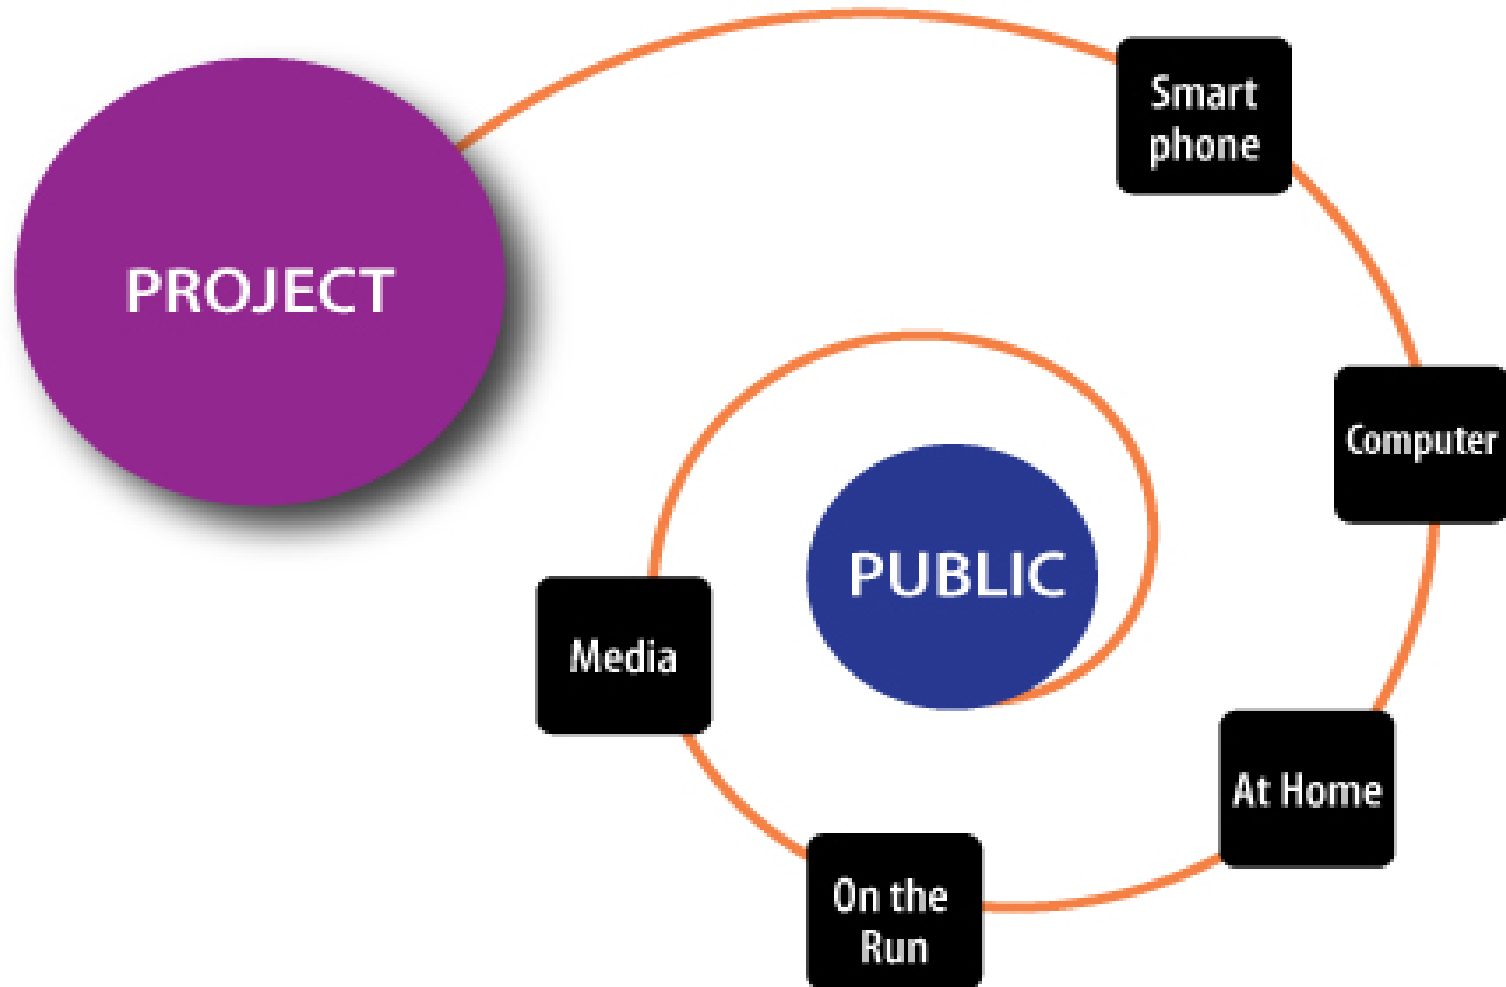 PROJECT
Smart
phone
Computer
At Home
On the
Run
Media
PUBLIC